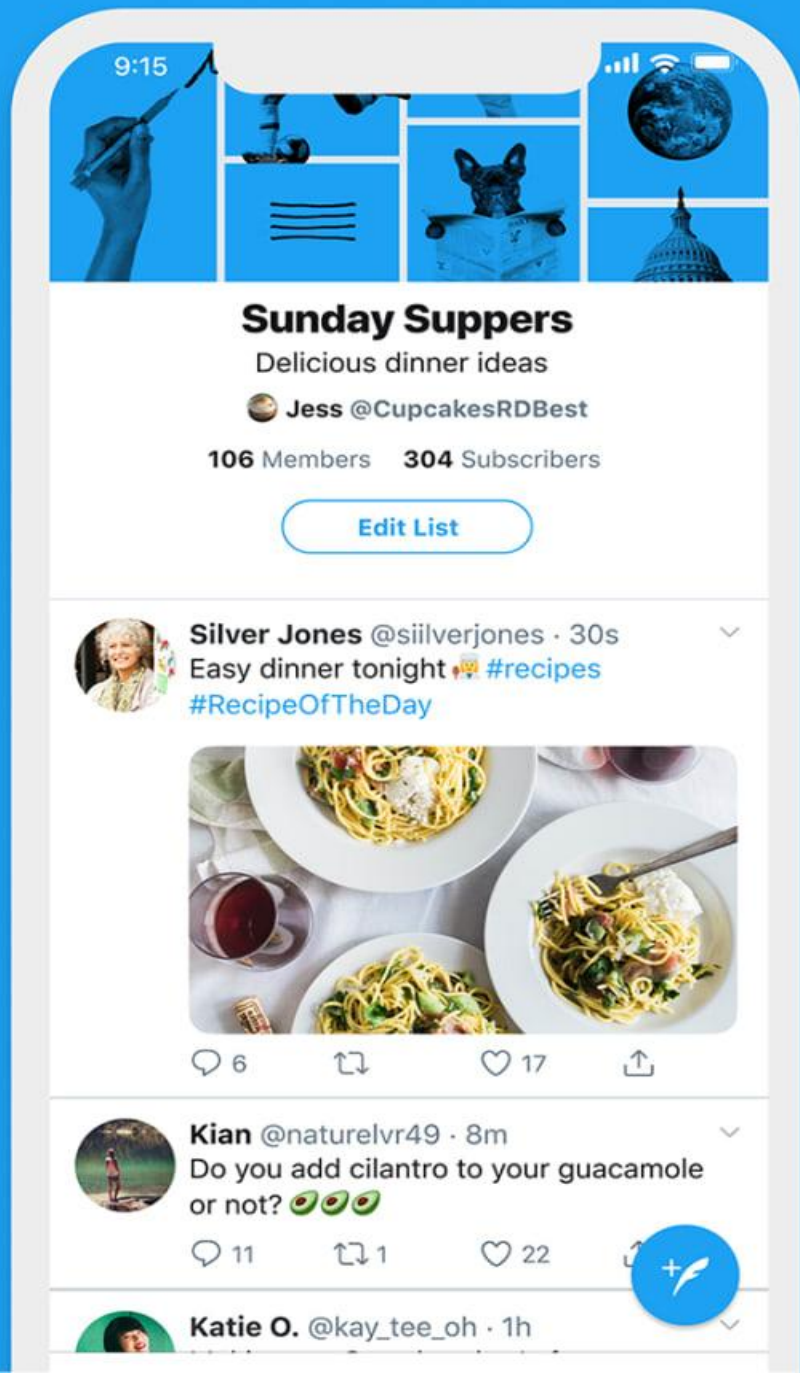 9:15
Sunday Suppers
Delicious dinner ideas
Jess @CupcakesRDBest
106 Members 304 Subscribers
Edit List
Silver Jones @siilverjones · 30s
Easy dinner tonight #recipes
#RecipeOfTheDay
6 17
Kian @naturelvr49 · 8m
Do you add cilantro to your guacamole
or not? 🥑🥑🥑
11 1 22
Katie O. @kay_tee_oh · 1h